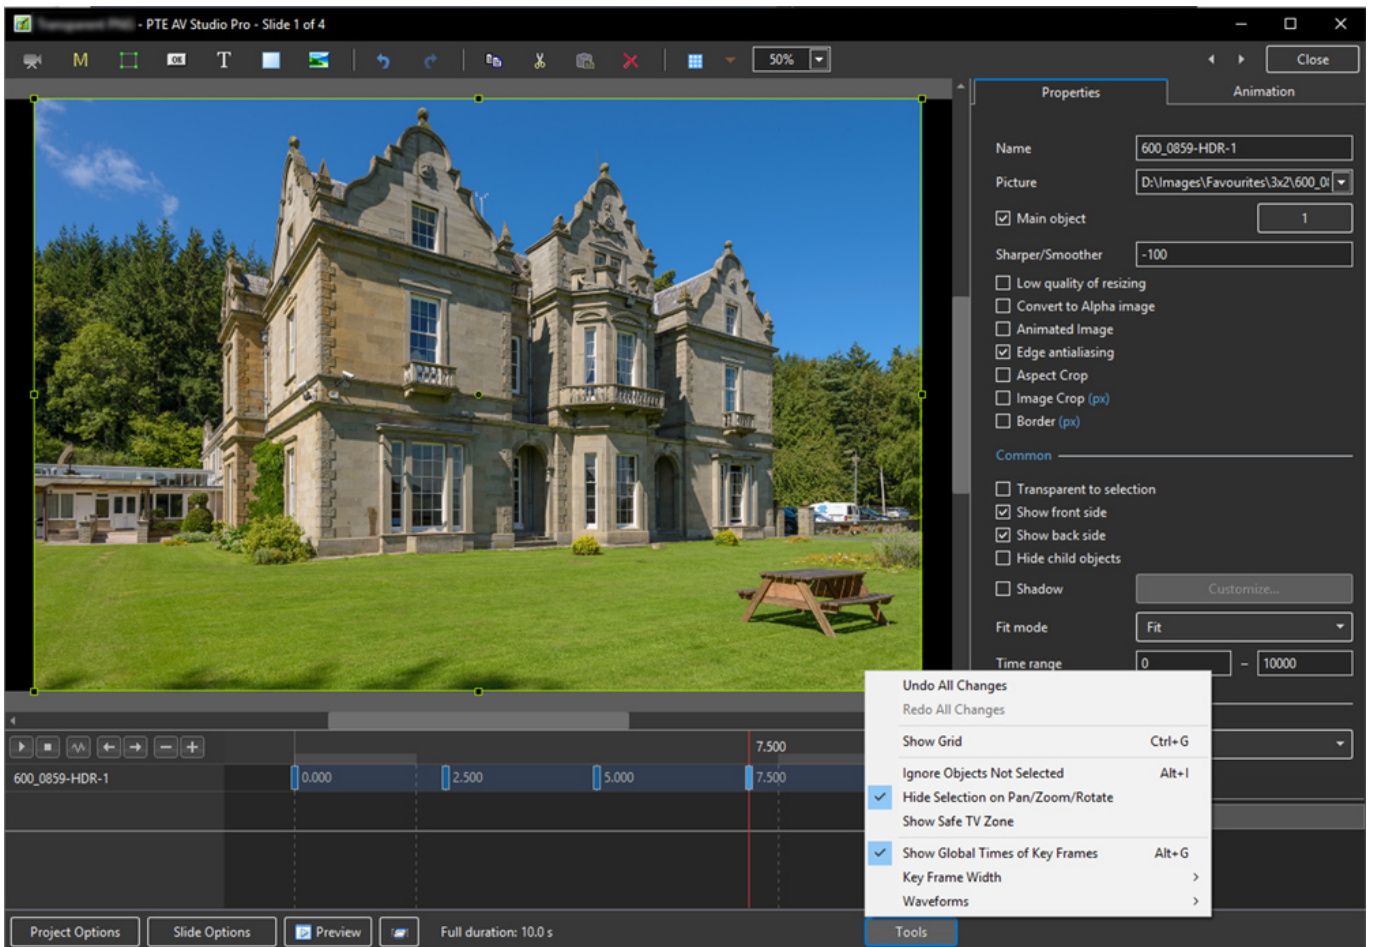 - PTE AV Studio Pro - Slide 1 of 4
M OK T 50% Close
Properties Animation
Name 600_0859-HDR-1
Picture D:\Images\Favourites\3x2\600_0
Main object 1
Sharper/Smoother -100
Low quality of resizing
Convert to Alpha image
Animated Image
Edge antialiasing
Aspect Crop
Image Crop (px)
Border (px)
Common
Transparent to selection
Show front side
Show back side
Hide child objects
Shadow Customize...
Fit mode Fit
Time range 0 – 10000
Undo All Changes
Redo All Changes
Show Grid Ctrl+G
Ignore Objects Not Selected Alt+I
Hide Selection on Pan/Zoom/Rotate
Show Safe TV Zone
Show Global Times of Key Frames Alt+G
Key Frame Width
Waveforms
7.500
600_0859-HDR-1 0.000 2.500 5.000 7.500
Project Options Slide Options Preview Full duration: 10.0 s Tools